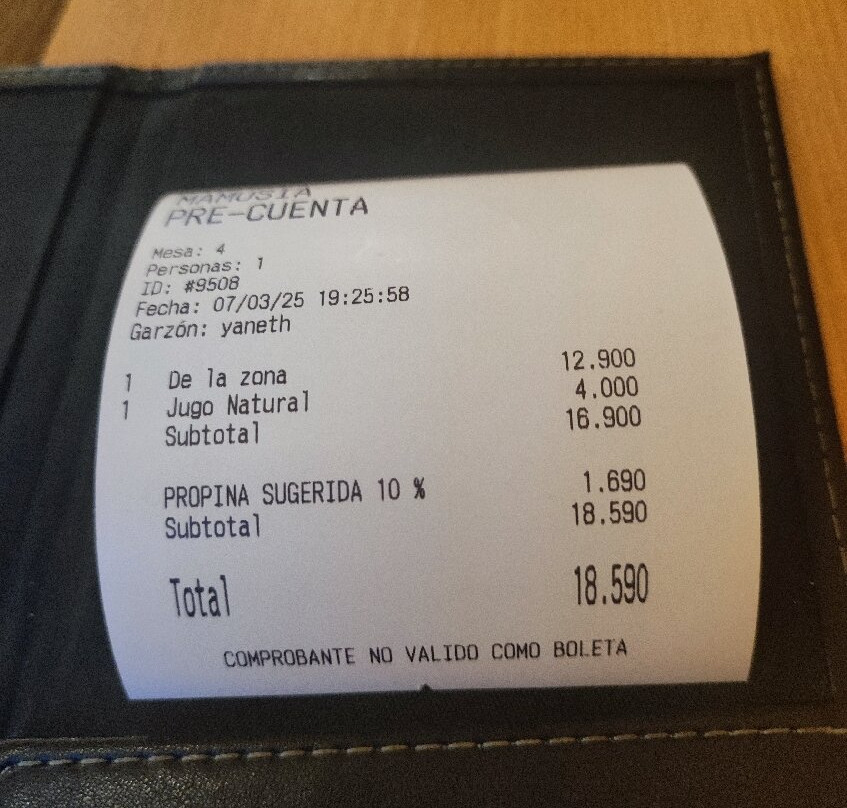 MAMUSIA
PRE-CUENTA
Mesa: 4
Personas: 1
ID: #9508
Fecha: 07/03/25 19:25:58
Garzón: yaneth
1 De la zona 12.900
1 Jugo Natural 4.000
Subtotal 16.900
PROPINA SUGERIDA 10 % 1.690
Subtotal 18.590
Total 18.590
COMPROBANTE NO VALIDO COMO BOLETA